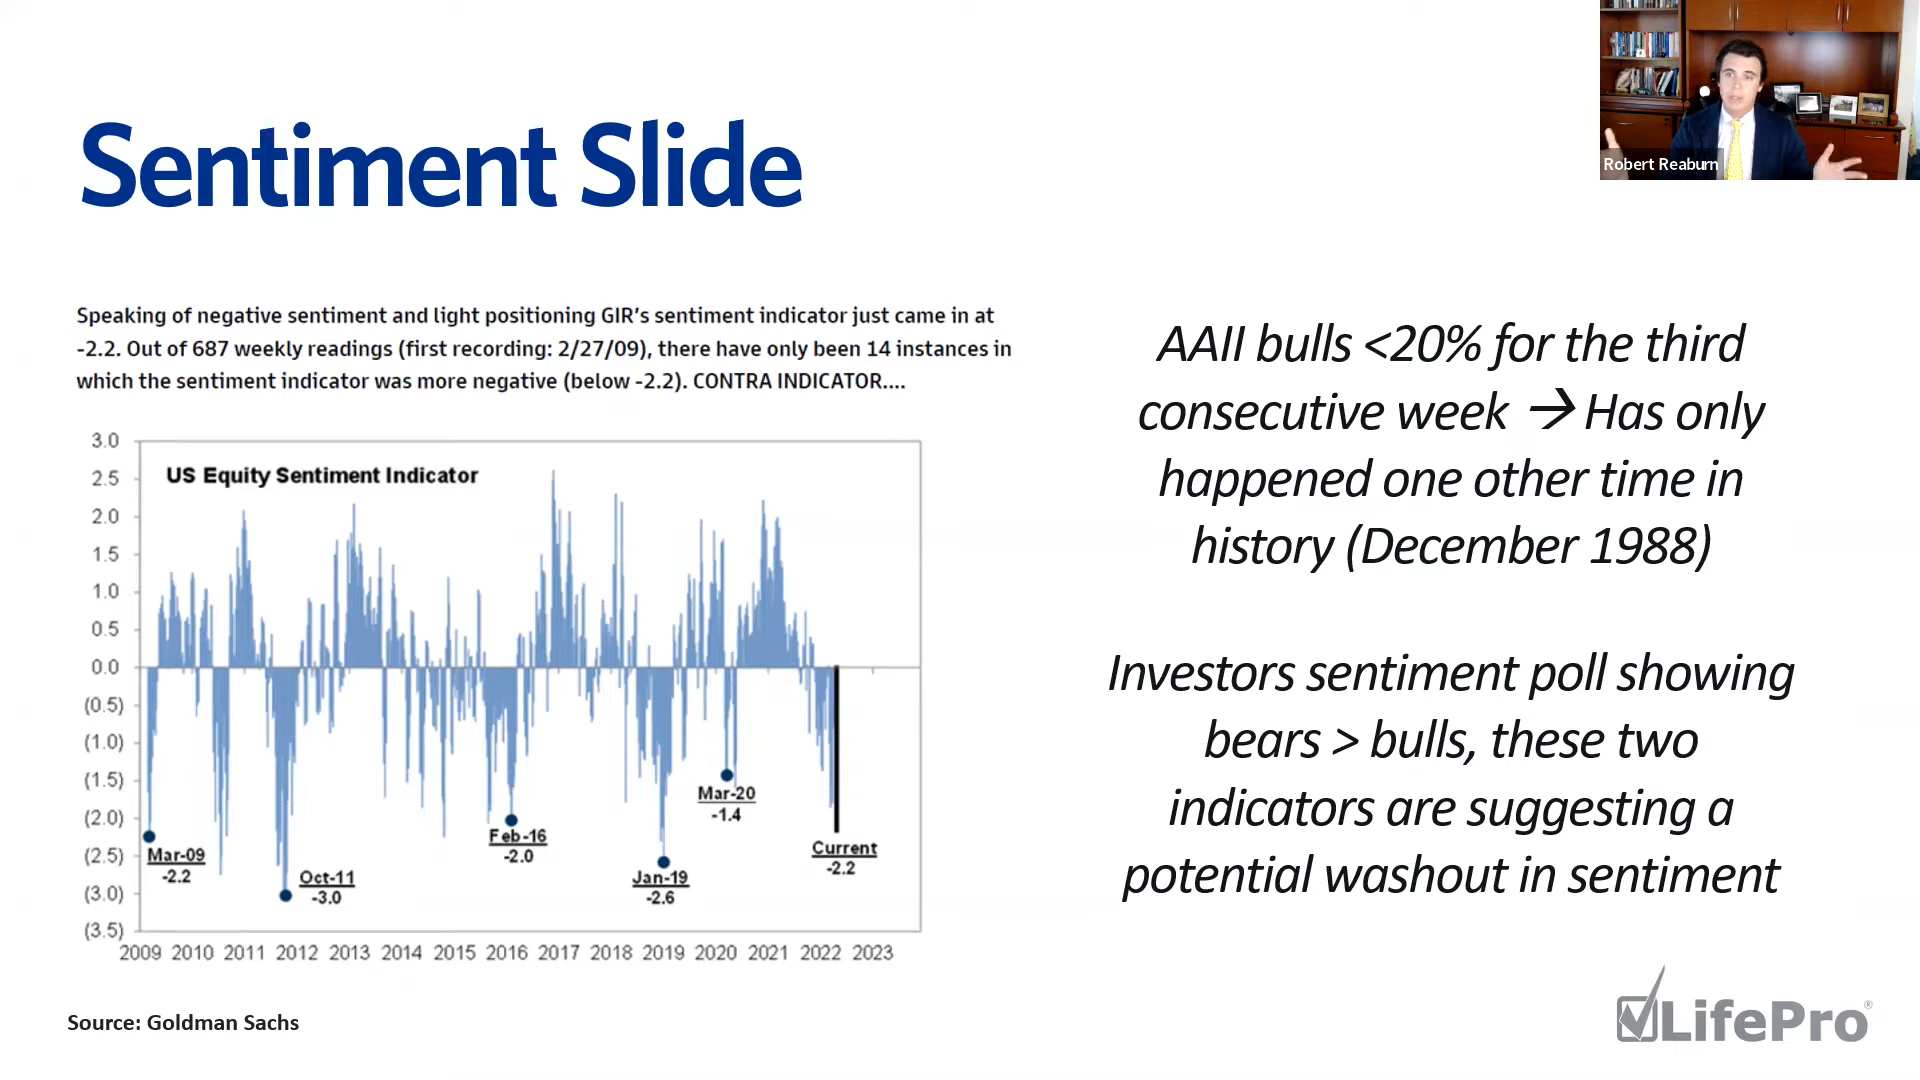 Robert Reaburn
Sentiment Slide
Speaking of negative sentiment and light positioning GIR's sentiment indicator just came in at
-2.2. Out of 687 weekly readings (first recording: 2/27/09), there have only been 14 instances in
which the sentiment indicator was more negative (below -2.2). CONTRA INDICATOR....
US Equity Sentiment Indicator
3.0
2.5
2.0
1.5
1.0
0.5
0.0
(0.5)
(1.0)
(1.5)
(2.0)
(2.5)
(3.0)
(3.5)
Mar-09
-2.2
Oct-11
-3.0
Feb-16
-2.0
Jan-19
-2.6
Mar-20
-1.4
Current
-2.2
2009 2010 2011 2012 2013 2014 2015 2016 2017 2018 2019 2020 2021 2022 2023
AAII bulls <20% for the third
consecutive week → Has only
happened one other time in
history (December 1988)
Investors sentiment poll showing
bears > bulls, these two
indicators are suggesting a
potential washout in sentiment
Source: Goldman Sachs
LifePro®